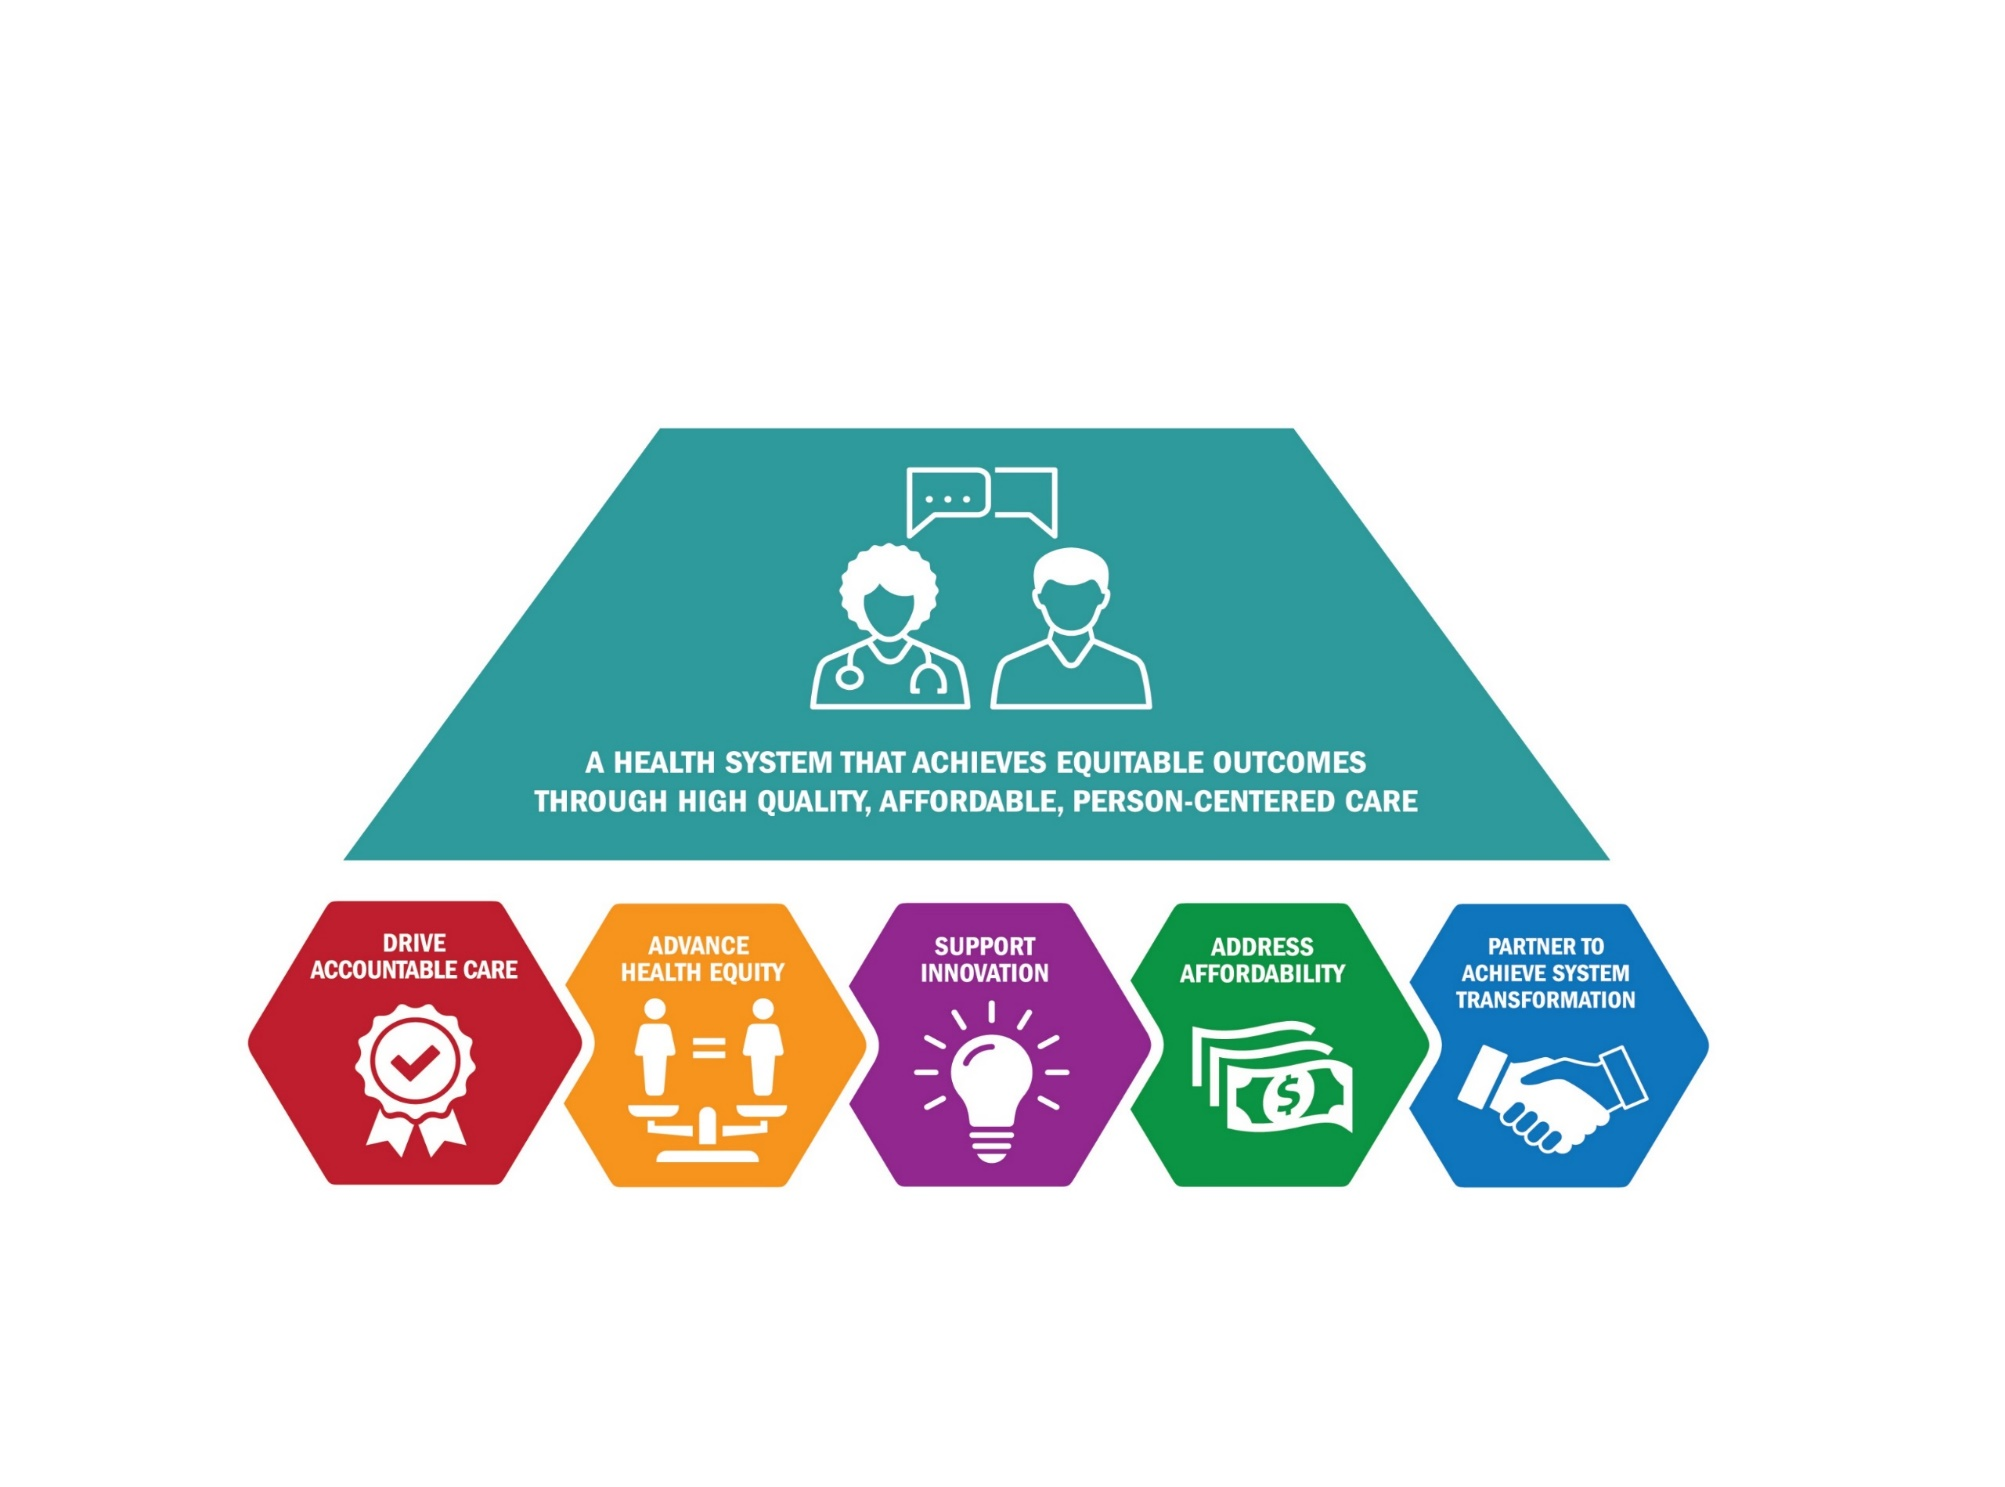 A HEALTH SYSTEM THAT ACHIEVES EQUITABLE OUTCOMES
THROUGH HIGH QUALITY, AFFORDABLE, PERSON-CENTERED CARE
DRIVE
ACCOUNTABLE CARE
ADVANCE
HEALTH EQUITY
SUPPORT
INNOVATION
ADDRESS
AFFORDABILITY
$
PARTNER TO
ACHIEVE SYSTEM
TRANSFORMATION